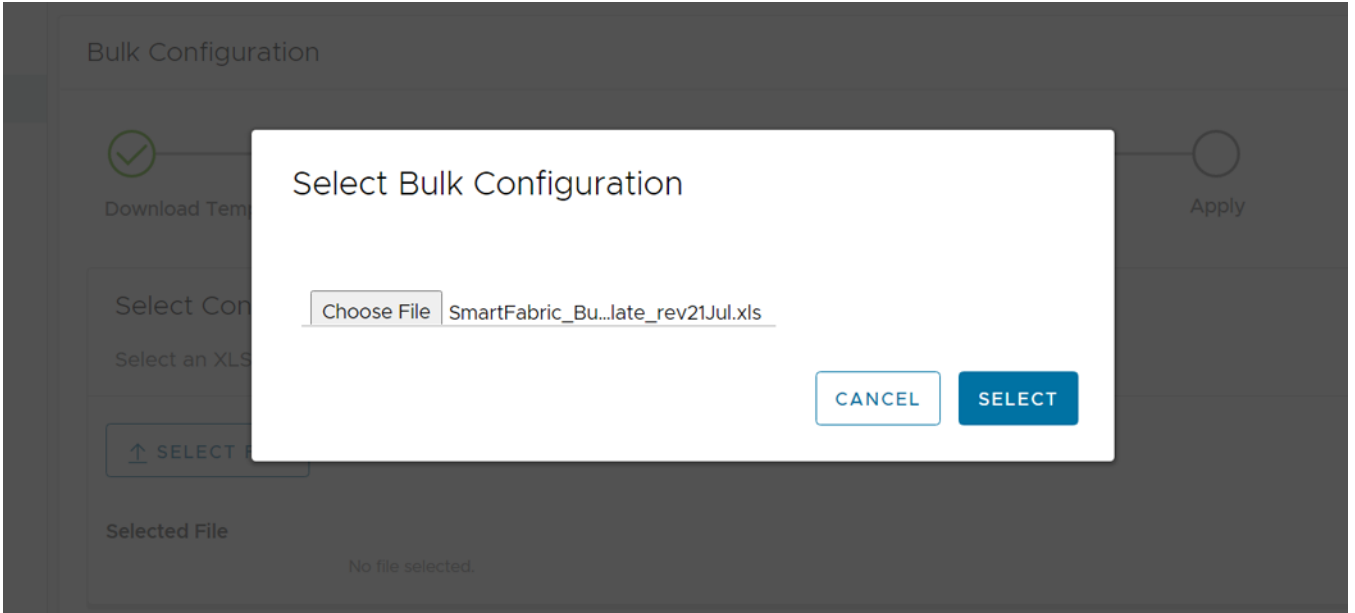 Bulk Configuration
Select Bulk Configuration
Download Temp
Apply
Select Con
Choose File SmartFabric_Bu...late_rev21Jul.xls
Select an XLS
CANCEL SELECT
SELECT F
Selected File
No file selected.